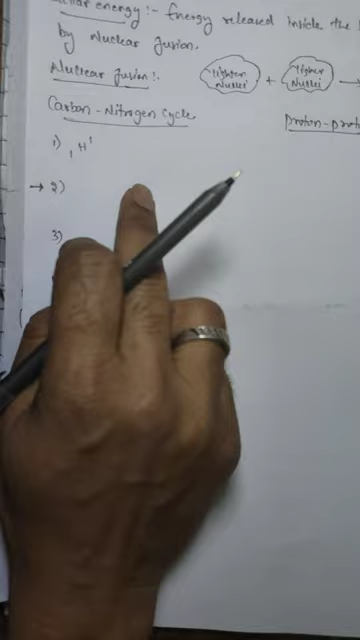 energy :- Energy released inside the
by Nuclear fusion.
Nuclear fusion :- Lighter Nuclei + Lighter Nuclei →
Carbon - Nitrogen Cycle
Proton - prot
1) ₁H¹
→ 2)
3)